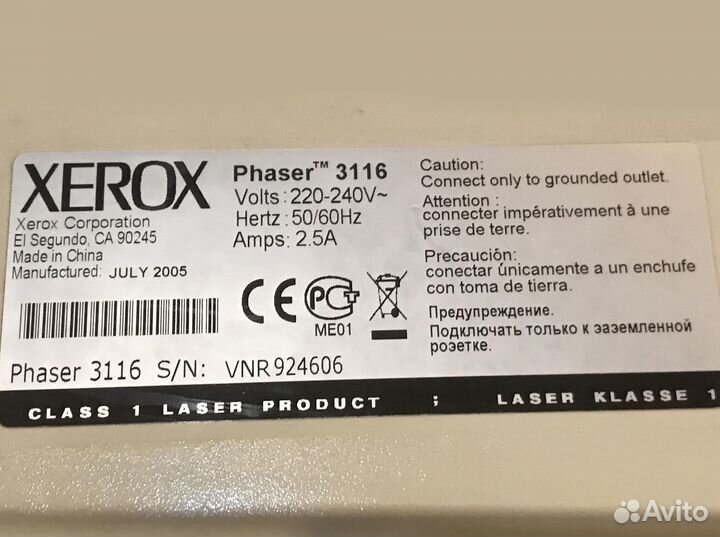 XEROX
Xerox Corporation
El Segundo, CA 90245
Made in China
Manufactured: JULY 2005
Phaser™ 3116
Volts: 220-240V~
Hertz: 50/60Hz
Amps: 2.5A
CE
РСТ
ME01
Caution:
Connect only to grounded outlet.
Attention :
connecter impérativement à une
prise de terre.
Precaución:
conectar únicamente a un enchufe
con toma de tierra.
Предупреждение.
Подключать только к заземленной
розетке.
Phaser 3116 S/N: VNR924606
CLASS 1 LASER PRODUCT ; LASER KLASSE 1
Avito